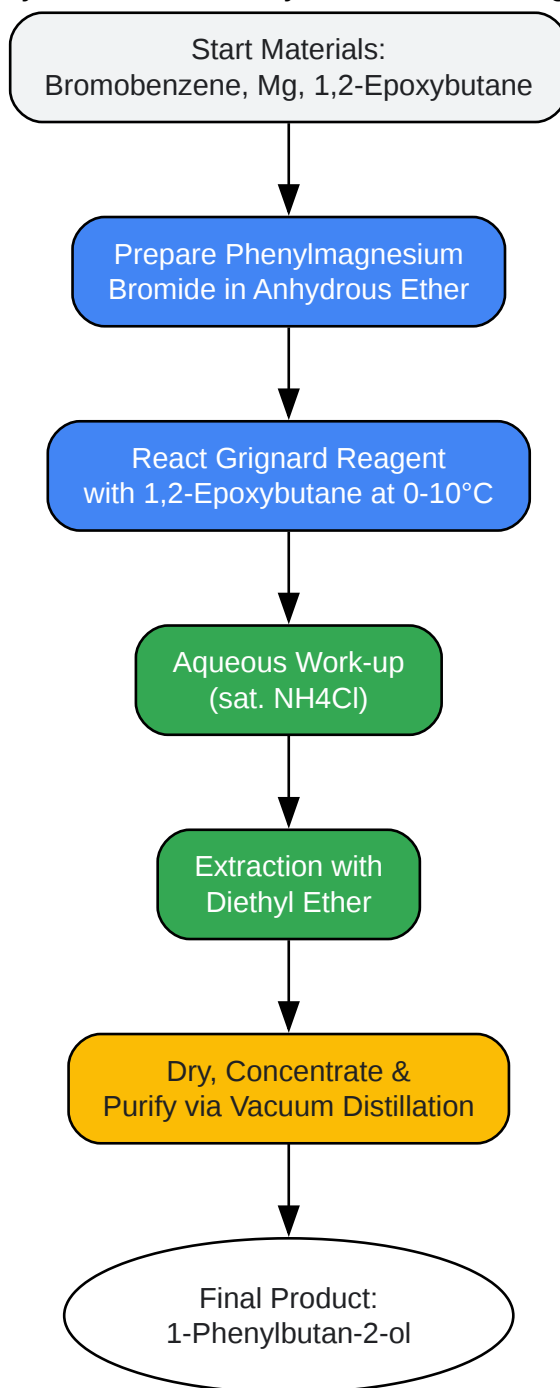 Start Materials:
Bromobenzene, Mg, 1,2-Epoxybutane
Prepare Phenylmagnesium
Bromide in Anhydrous Ether
React Grignard Reagent
with 1,2-Epoxybutane at 0-10°C
Aqueous Work-up
(sat. NH4Cl)
Extraction with
Diethyl Ether
Dry, Concentrate &
Purify via Vacuum Distillation
Final Product:
1-Phenylbutan-2-ol